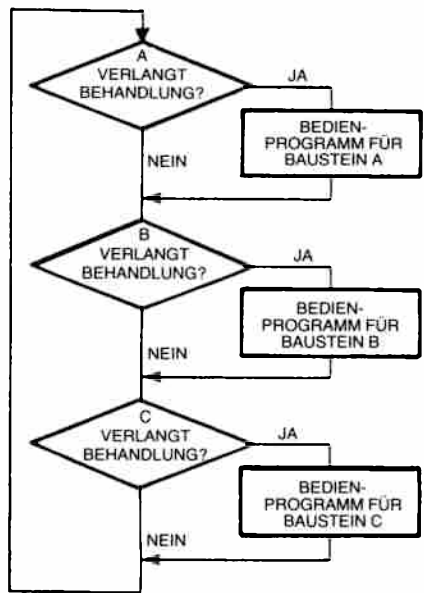 A
VERLANGT
BEHANDLUNG?
JA
BEDIEN-
PROGRAMM FÜR
BAUSTEIN A
NEIN
B
VERLANGT
BEHANDLUNG?
JA
BEDIEN-
PROGRAMM FÜR
BAUSTEIN B
NEIN
C
VERLANGT
BEHANDLUNG?
JA
BEDIEN-
PROGRAMM FÜR
BAUSTEIN C
NEIN